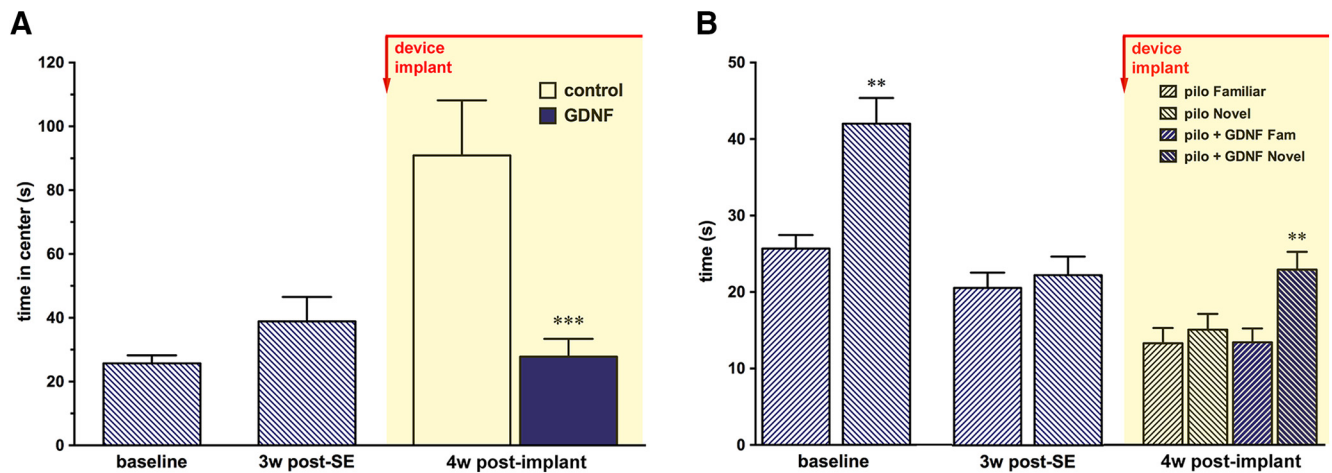 A
time in center (s)
120
100
80
60
40
20
0
device
implant
control
GDNF
***
baseline
3w post-SE
4w post-implant
B
time (s)
50
40
30
20
10
0
**
device
implant
pilo Familiar
pilo Novel
pilo + GDNF Fam
pilo + GDNF Novel
**
baseline
3w post-SE
4w post-implant